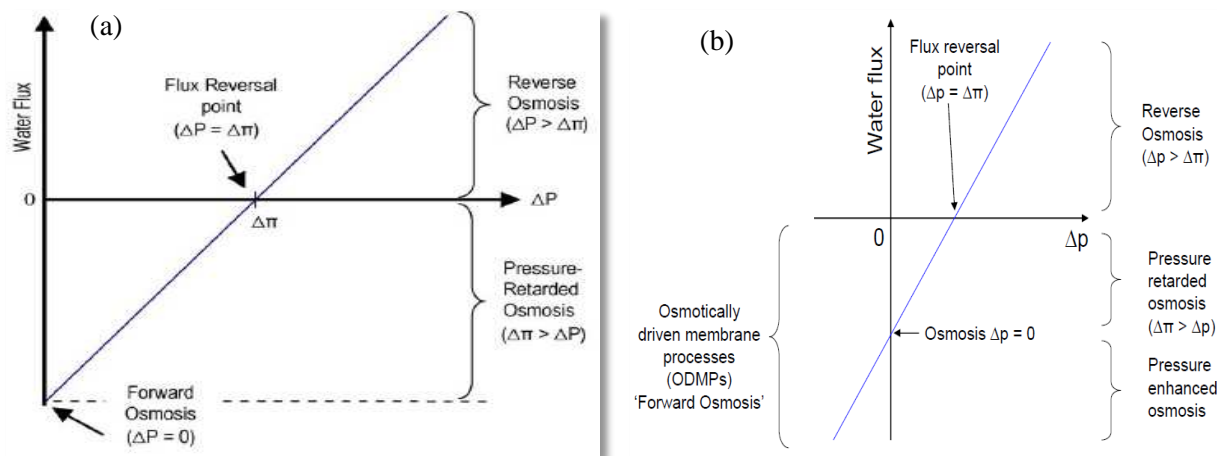 (a)
Water Flux
Flux Reversal
point
(ΔP = Δπ)
Reverse
Osmosis
(ΔP > Δπ)
0
ΔP
Δπ
Pressure-
Retarded
Osmosis
(Δπ > ΔP)
Forward
Osmosis
(ΔP = 0)
(b)
Water flux
Flux reversal
point
(Δp = Δπ)
Reverse
Osmosis
(Δp > Δπ)
0
Δp
Pressure
retarded
osmosis
(Δπ > Δp)
Osmotically
driven membrane
processes
(ODMPs)
‘Forward Osmosis’
Osmosis Δp = 0
Pressure
enhanced
osmosis